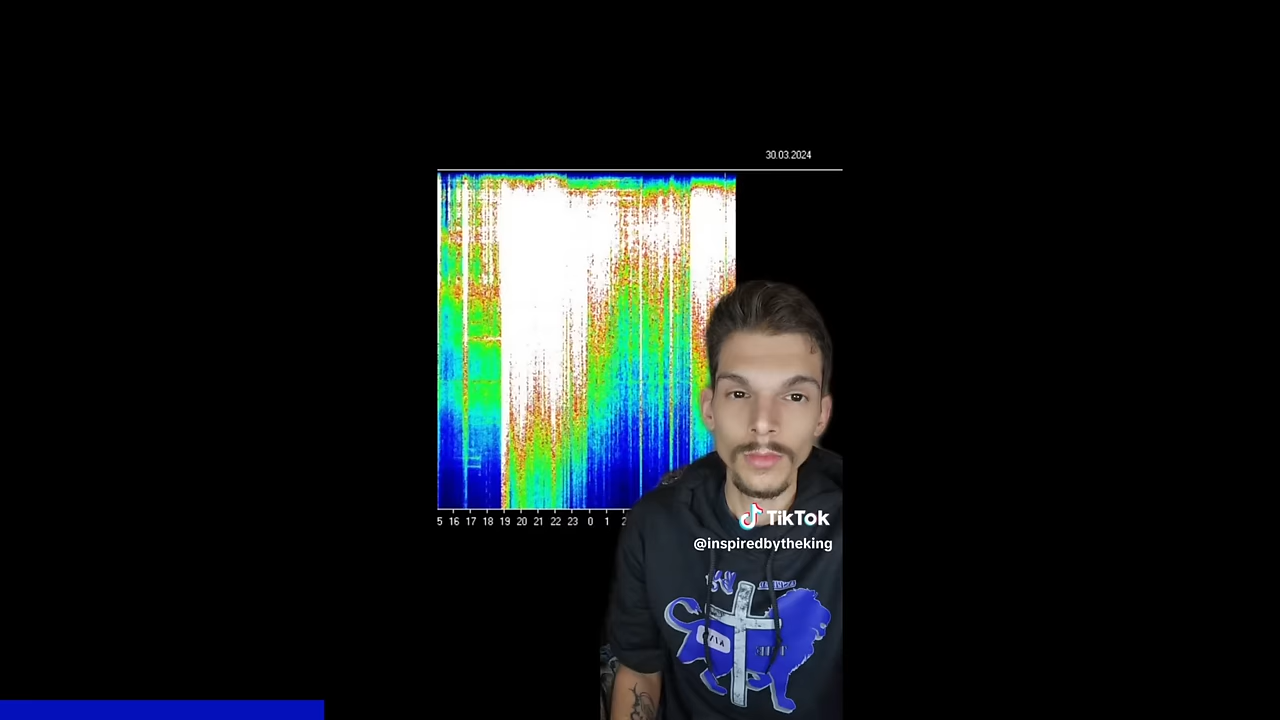 30.03.2024
5 16 17 18 19 20 21 22 23 0 1
TikTok
@inspiredbytheking